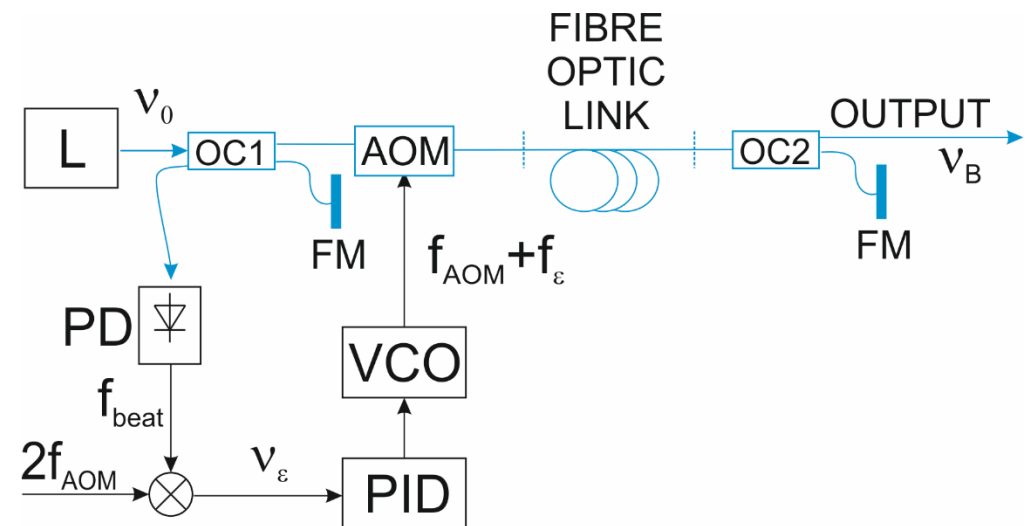 FIBRE
OPTIC
LINK
ν0
L
OC1
AOM
OC2
OUTPUT
νB
FM
FM
fAOM+fε
PD
VCO
fbeat
2fAOM
νε
PID